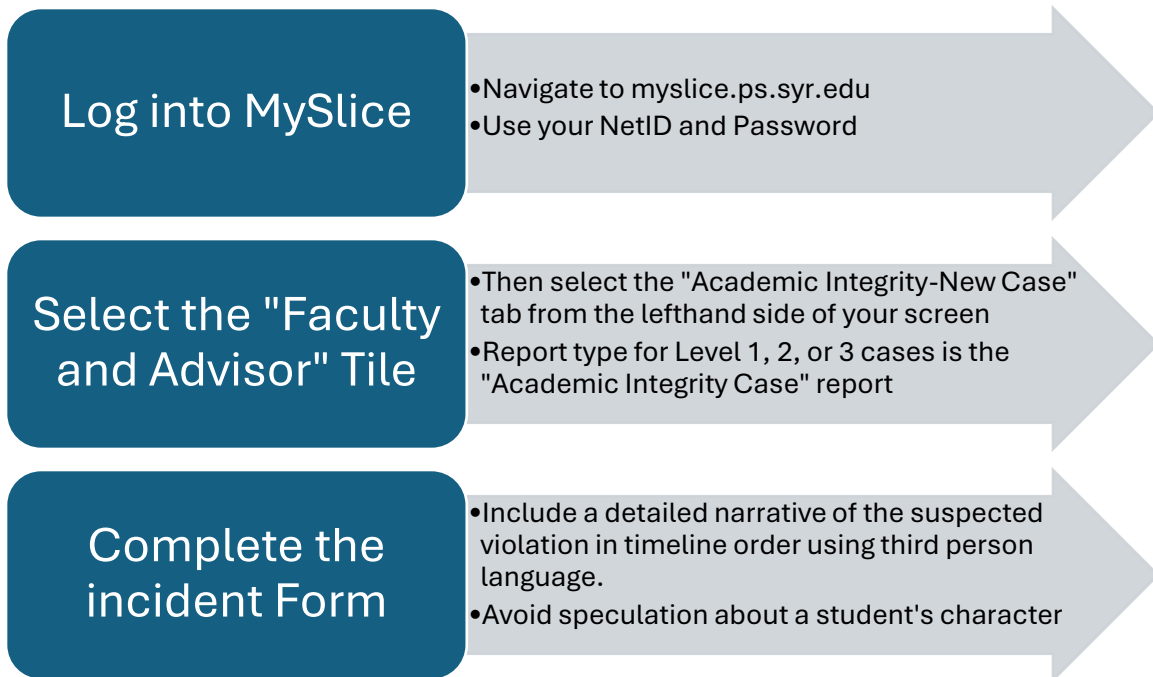 Log into MySlice
•Navigate to myslice.ps.syr.edu
•Use your NetID and Password
Select the "Faculty
and Advisor" Tile
•Then select the "Academic Integrity-New Case"
tab from the lefthand side of your screen
•Report type for Level 1, 2, or 3 cases is the
"Academic Integrity Case" report
Complete the
incident Form
•Include a detailed narrative of the suspected
violation in timeline order using third person
language.
•Avoid speculation about a student's character